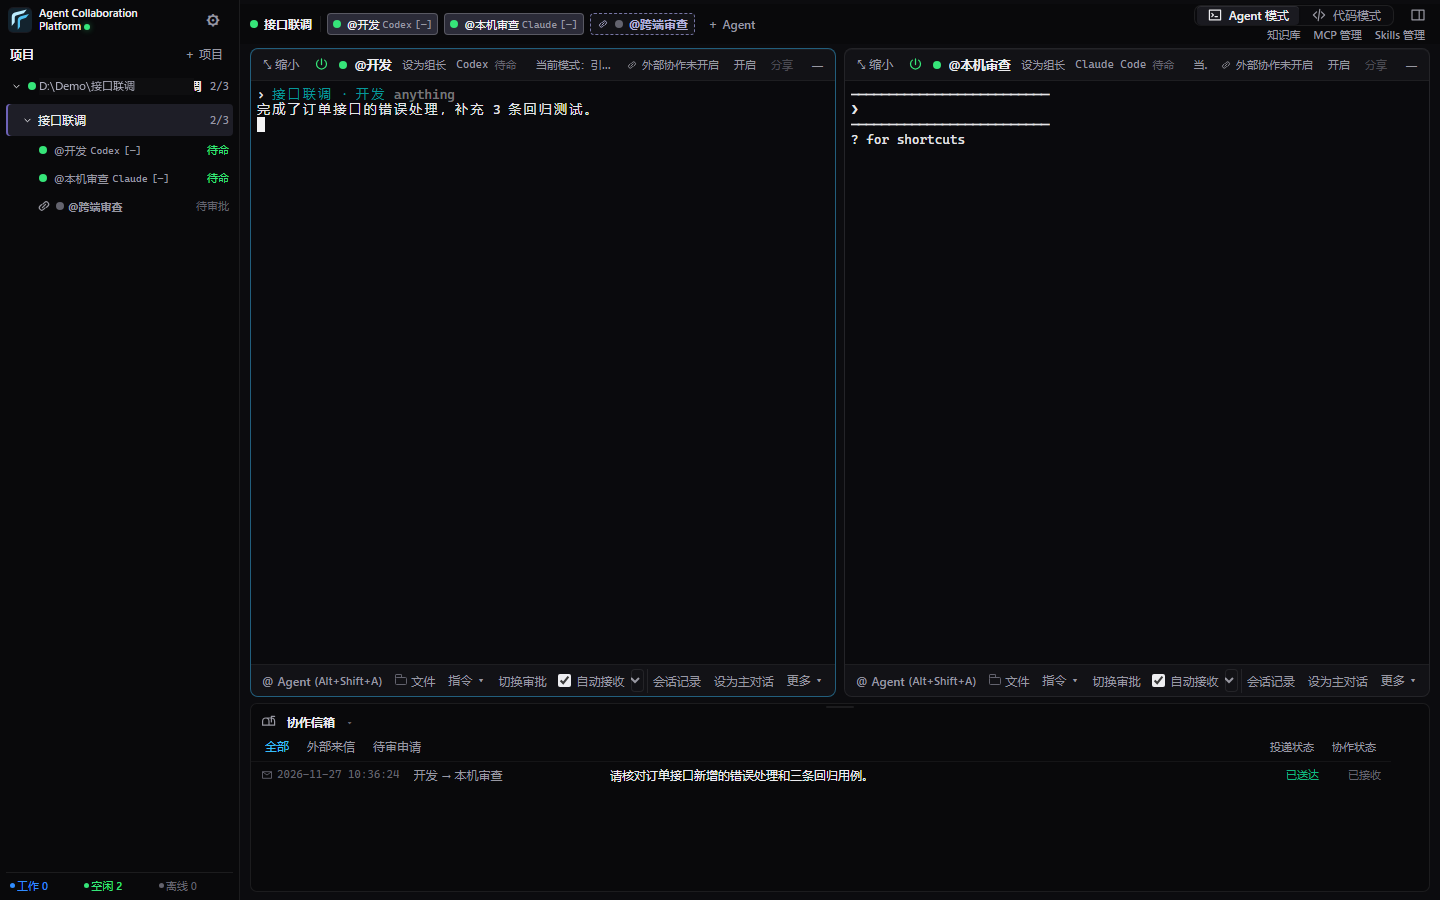 Agent Collaboration
Platform
项目
+ 项目
D:\Demo\接口联调
2/3
接口联调
2/3
@开发 Codex [—]
待命
@本机审查 Claude [—]
待命
@跨端审查
待审批
工作 0
空闲 2
离线 0
接口联调
@开发 Codex [—]
@本机审查 Claude [—]
@跨端审查
+ Agent
Agent 模式
代码模式
知识库
MCP 管理
Skills 管理
缩小
@开发
设为组长
Codex
待命
当前模式: 引...
外部协作未开启
开启
分享
› 接口联调 · 开发 anything
完成了订单接口的错误处理, 补充 3 条回归测试。
@ Agent (Alt+Shift+A)
文件
指令
切换审批
自动接收
会话记录
设为主对话
更多
缩小
@本机审查
设为组长
Claude Code
待命
当.
外部协作未开启
开启
分享
❯
? for shortcuts
@ Agent (Alt+Shift+A)
文件
指令
切换审批
自动接收
会话记录
设为主对话
更多
协作信箱
全部
外部来信
待审申请
投递状态
协作状态
2026-11-27 10:36:24
开发 → 本机审查
请核对订单接口新增的错误处理和三条回归用例。
已送达
已接收